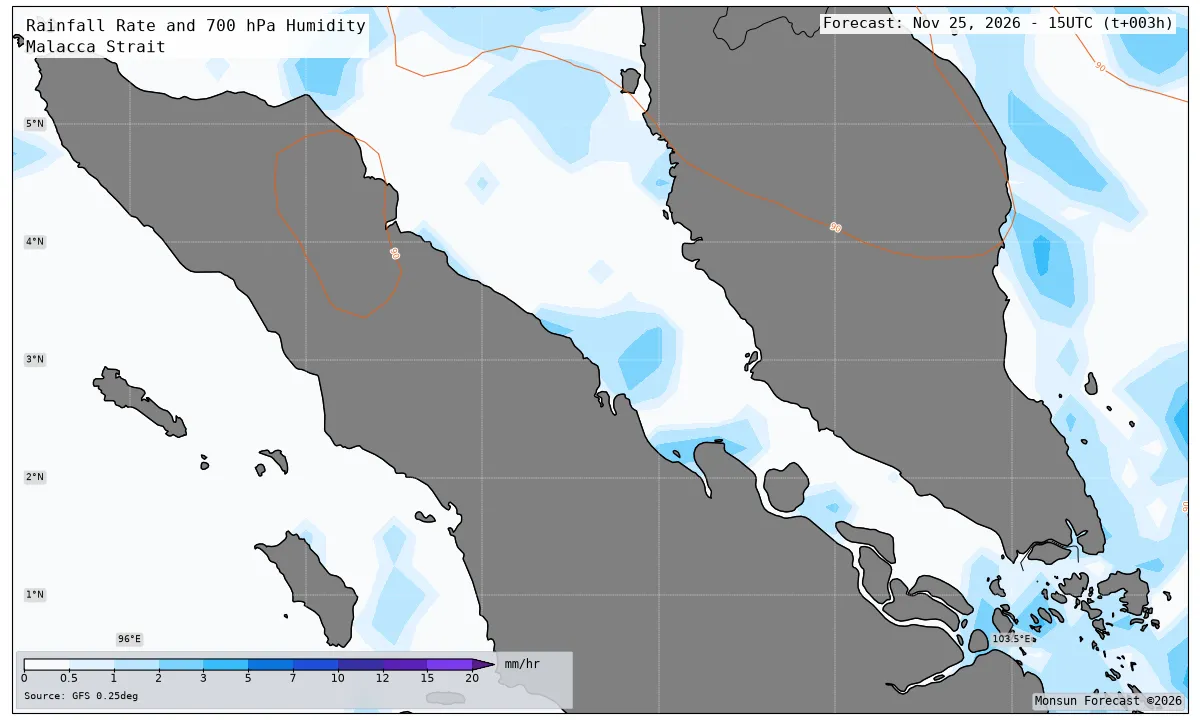 Rainfall Rate and 700 hPa Humidity
Malacca Strait
Forecast: Nov 25, 2026 - 15UTC (t+003h)
90
5°N
4°N
90
90
3°N
2°N
1°N
96°E
103.5°E
mm/hr
0 0.5 1 2 3 5 7 10 12 15 20
Source: GFS 0.25deg
Monsun Forecast ©2026